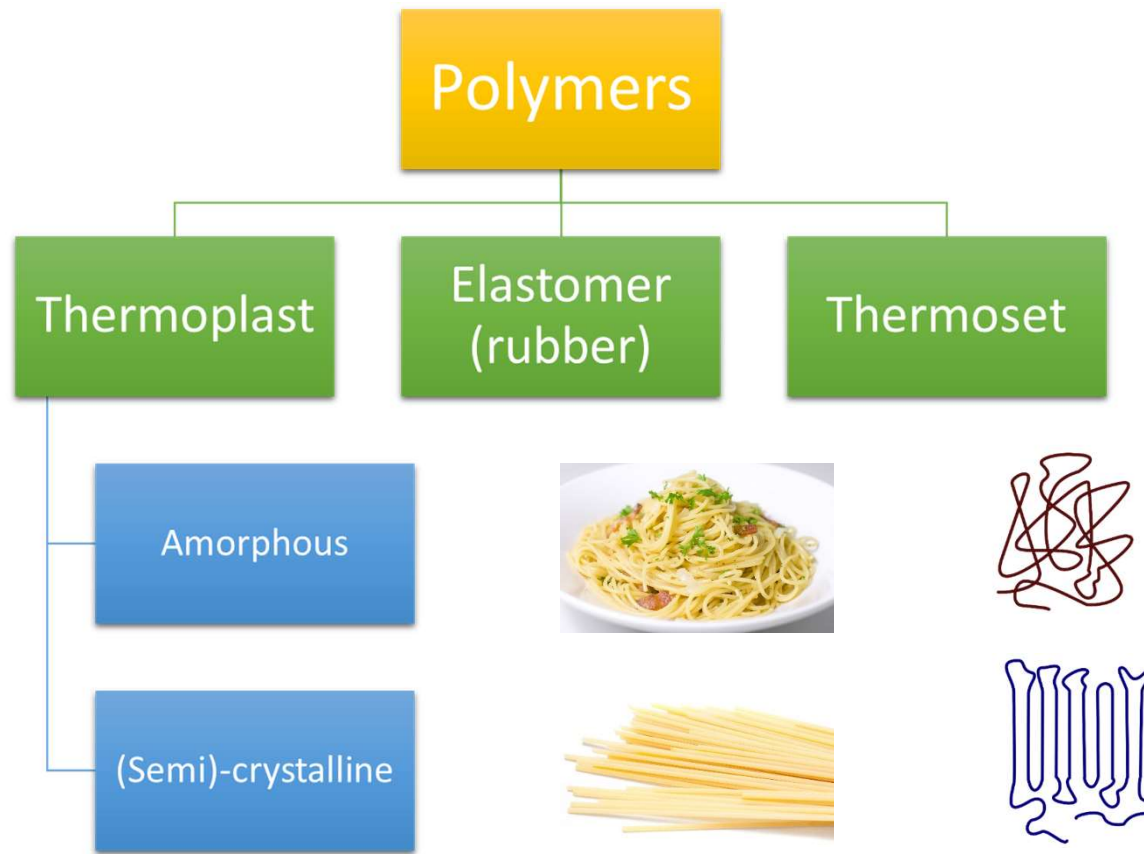 Polymers
Thermoplast
Elastomer
(rubber)
Thermoset
Amorphous
(Semi)-crystalline